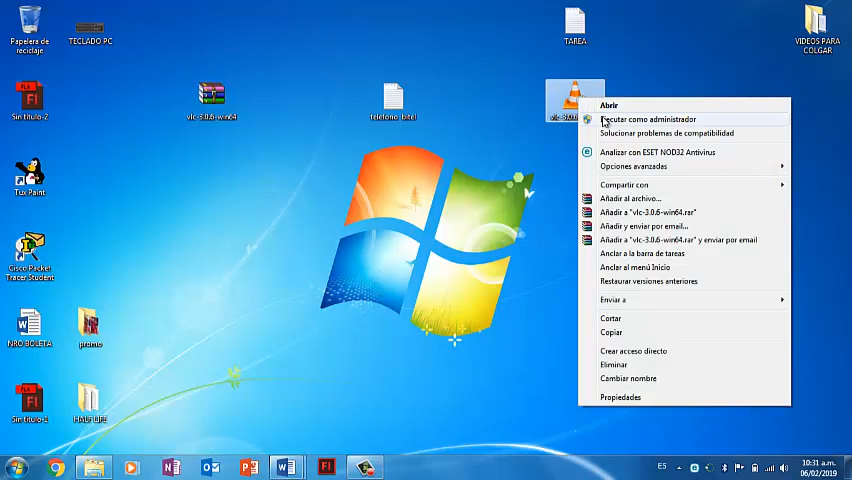 Papelera de
reciclaje
TECLADO PC
TAREA
VIDEOS PARA
COLGAR
Sin título-2
vlc-3.0.6-win64
telefono_bitel
Tux Paint
Cisco Packet
Tracer Student
NRO BOLETA
promo
Sin título-1
HALF LIFE
Abrir
Ejecutar como administrador
Solucionar problemas de compatibilidad
Analizar con ESET NOD32 Antivirus
Opciones avanzadas
Compartir con
Añadir al archivo...
Añadir a "vlc-3.0.6-win64.rar"
Añadir y enviar por email...
Añadir a "vlc-3.0.6-win64.rar" y enviar por email
Anclar a la barra de tareas
Anclar al menú Inicio
Restaurar versiones anteriores
Enviar a
Cortar
Copiar
Crear acceso directo
Eliminar
Cambiar nombre
Propiedades
ES
10:31 a.m.
06/02/2019